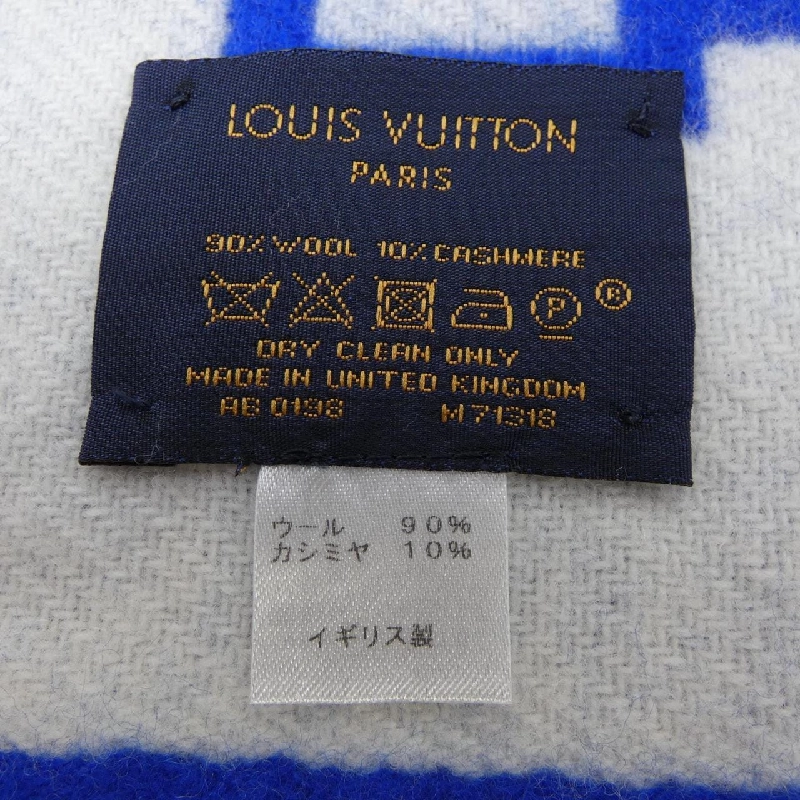 LOUIS VUITTON
PARIS
90% WOOL 10% CASHMERE
P ®
DRY CLEAN ONLY
MADE IN UNITED KINGDOM
AB 0198 M71318
ウール 90%
カシミヤ 10%
イギリス製